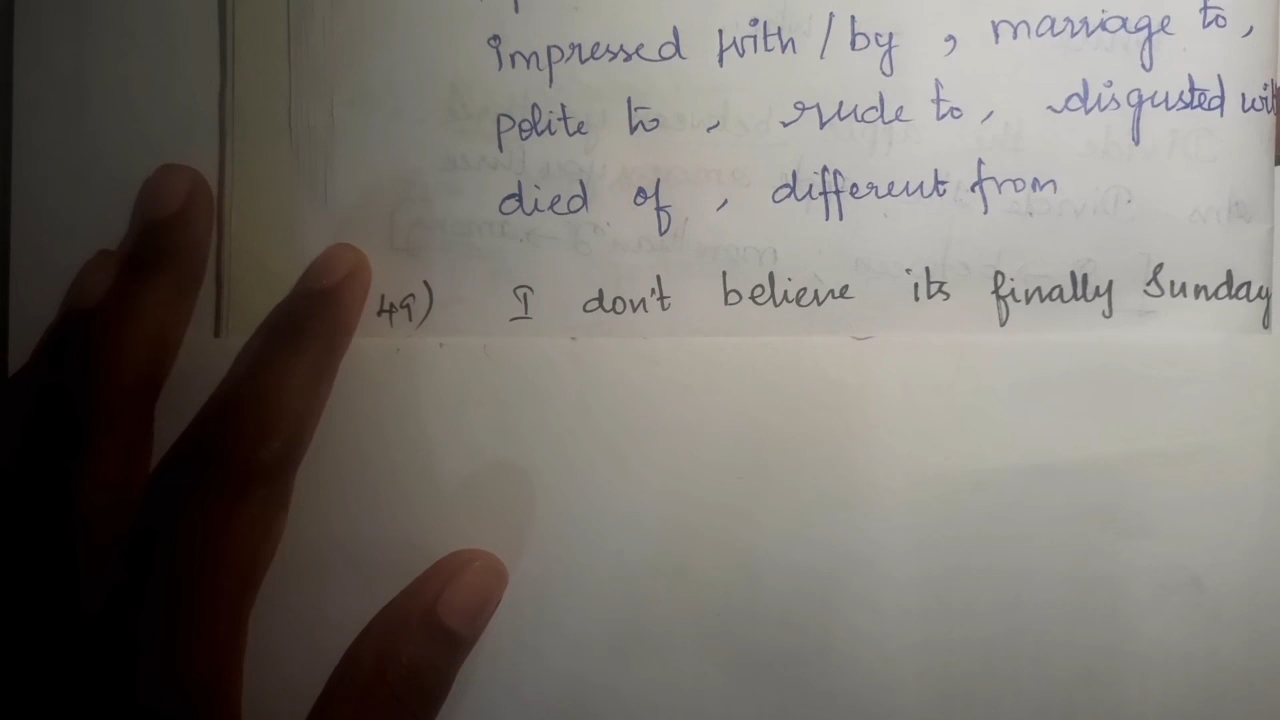 impressed with / by , marriage to,
polite to , rude to, disgusted wi
died of , different from
49) I don't believe its finally Sunday